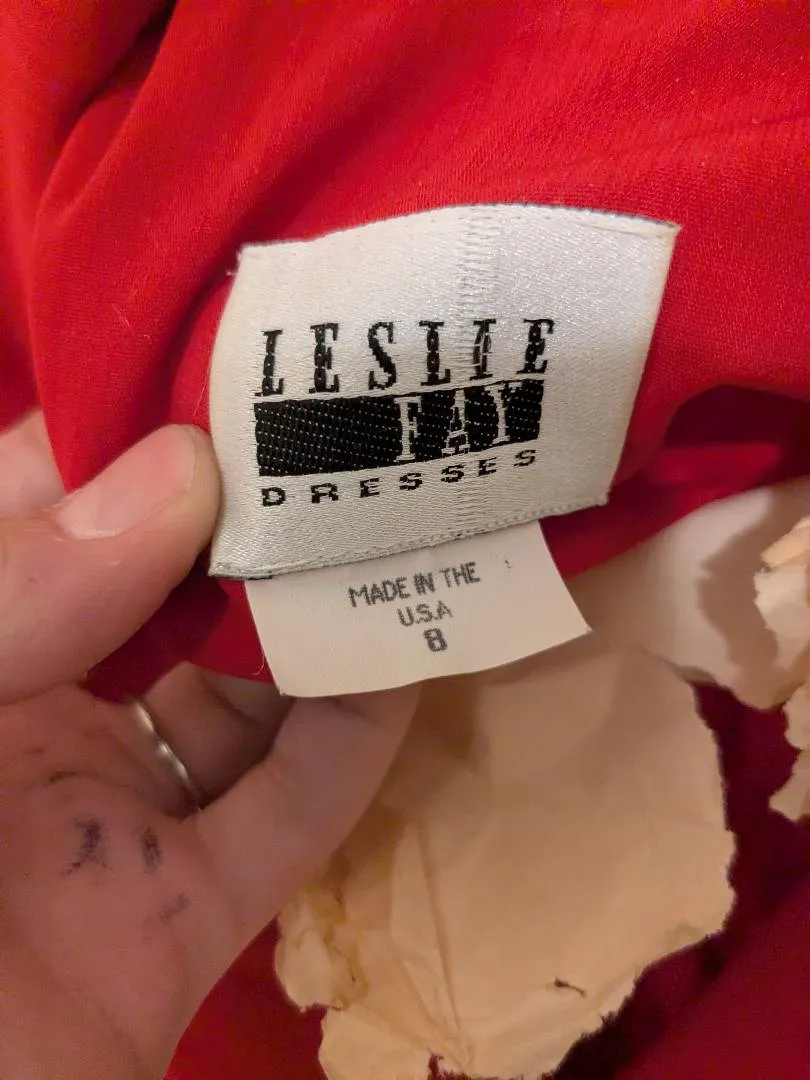 LESLIE
FAY
DRESSES
MADE IN THE
U.S.A
8